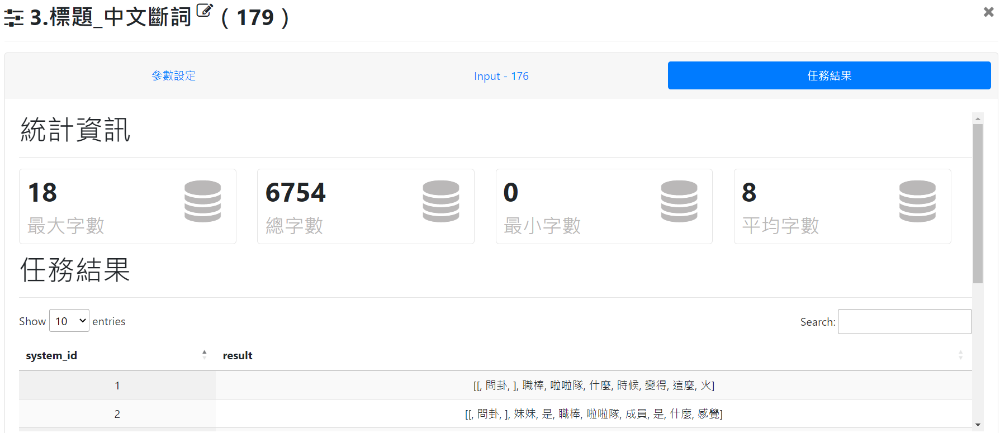 3.標題_中文斷詞 ( 179 )
參數設定
Input - 176
任務結果
統計資訊
18
最大字數
6754
總字數
0
最小字數
8
平均字數
任務結果
Show 10 entries
Search:
system_id
result
1
[[, 問卦, ], 職棒, 啦啦隊, 什麼, 時候, 變得, 這麼, 火]
2
[[, 問卦, ], 妹妹, 是, 職棒, 啦啦隊, 成員, 是, 什麼, 感覺]